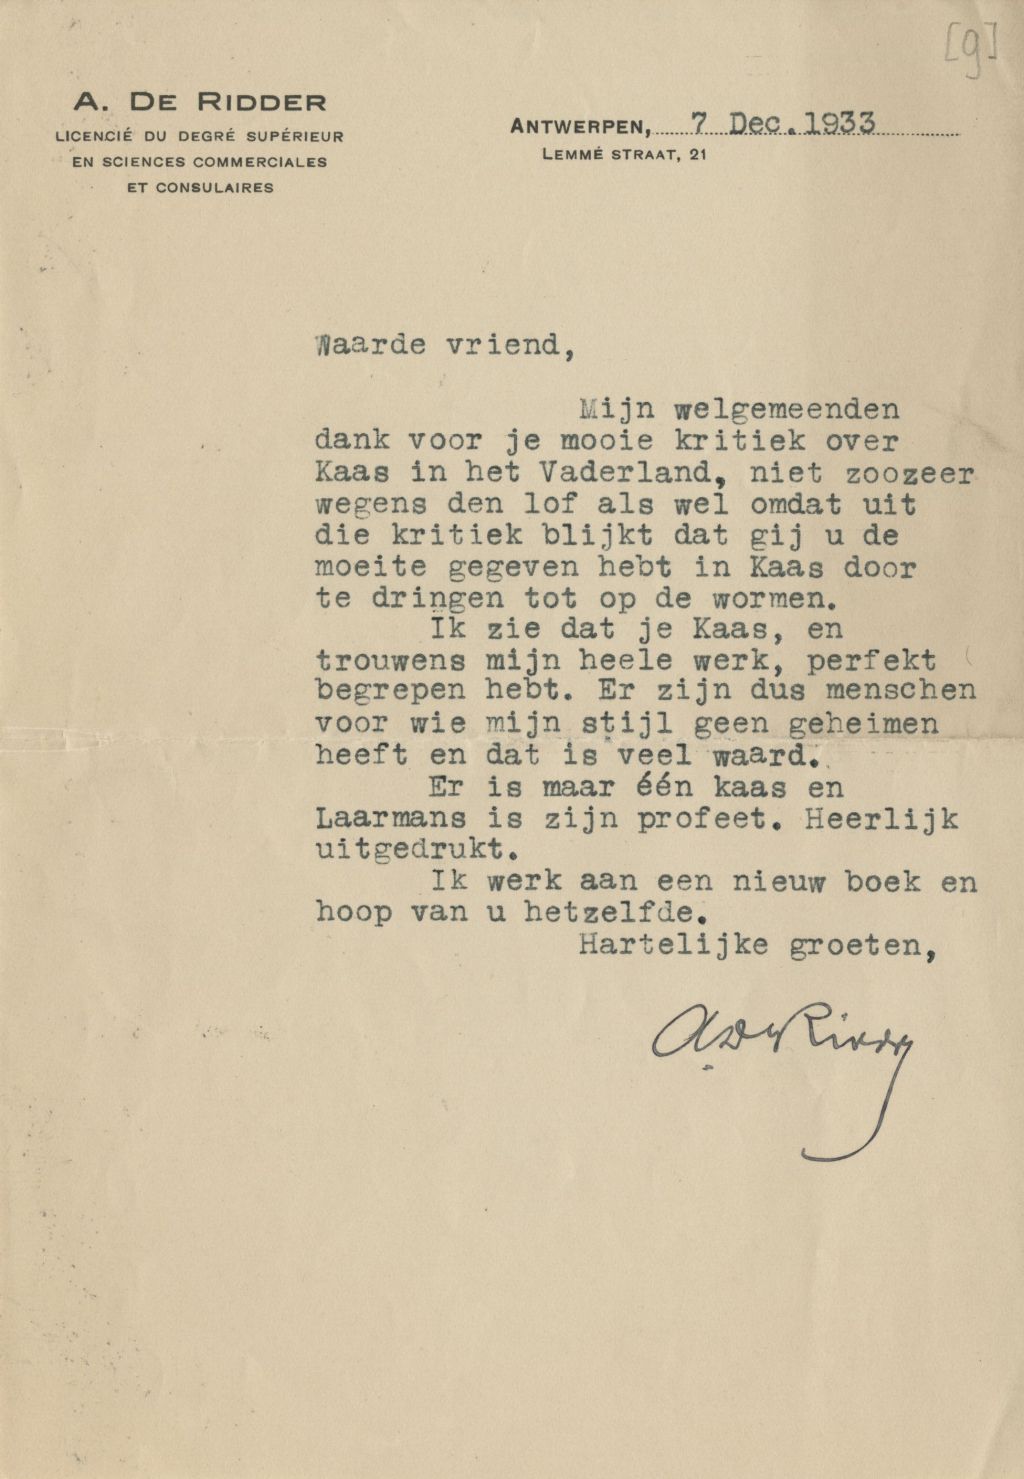 [9]
A. DE RIDDER
LICENCIÉ DU DEGRÉ SUPÉRIEUR
EN SCIENCES COMMERCIALES
ET CONSULAIRES
ANTWERPEN, 7 Dec. 1933
LEMMÉ STRAAT, 21
Waarde vriend,
Mijn welgemeenden
dank voor je mooie kritiek over
Kaas in het Vaderland, niet zoozeer
wegens den lof als wel omdat uit
die kritiek blijkt dat gij u de
moeite gegeven hebt in Kaas door
te dringen tot op de wormen.
Ik zie dat je Kaas, en
trouwens mijn heele werk, perfekt
begrepen hebt. Er zijn dus menschen
voor wie mijn stijl geen geheimen
heeft en dat is veel waard.
Er is maar één kaas en
Laarmans is zijn profeet. Heerlijk
uitgedrukt.
Ik werk aan een nieuw boek en
hoop van u hetzelfde.
Hartelijke groeten,
A. De Ridder